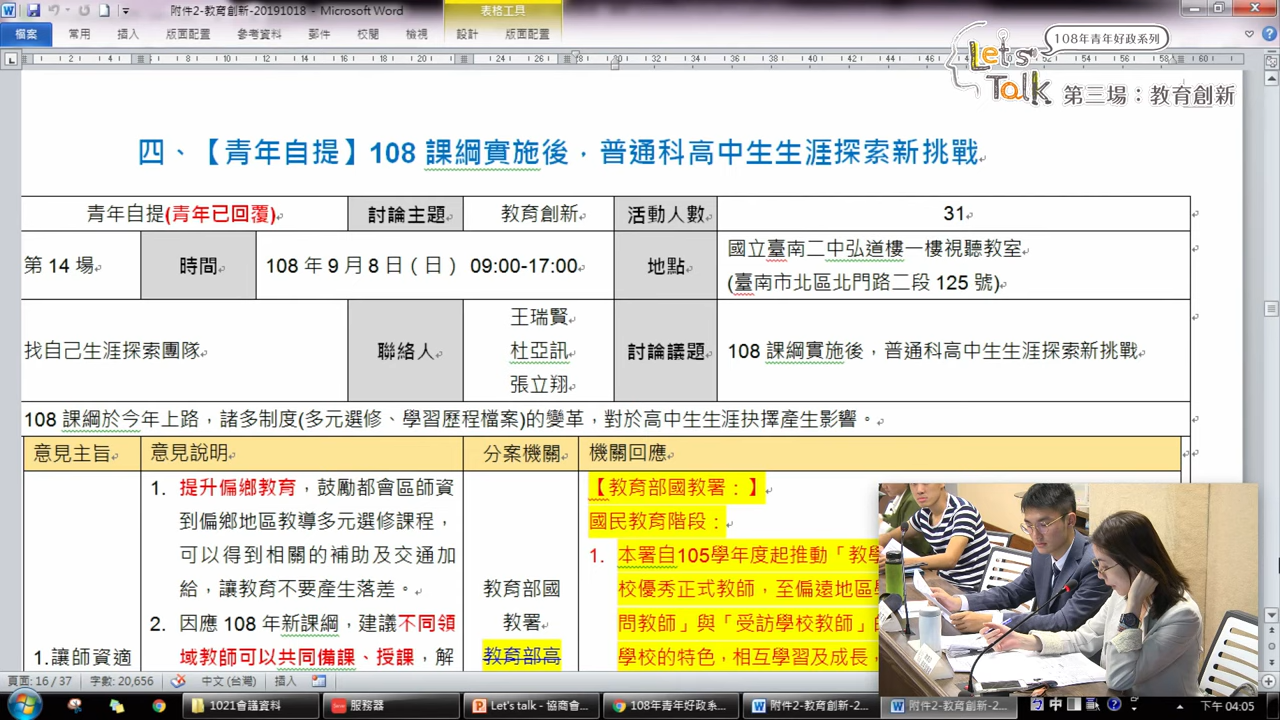 附件2-教育創新-20191018 - Microsoft Word
表格工具
檔案 常用 插入 版面配置 參考資料 郵件 校閱 檢視 設計 版面配置
108年青年好政系列
Let's Talk
第三場：教育創新
四、【青年自提】108 課綱實施後，普通科高中生生涯探索新挑戰
青年自提(青年已回覆) 討論主題 教育創新 活動人數 31
第 14 場 時間 108 年 9 月 8 日（日） 09:00-17:00 地點 國立臺南二中弘道樓一樓視聽教室
(臺南市北區北門路二段 125 號)
找自己生涯探索團隊 聯絡人 王瑞賢
杜亞訊
張立翔
討論議題 108 課綱實施後，普通科高中生生涯探索新挑戰
108 課綱於今年上路，諸多制度(多元選修、學習歷程檔案)的變革，對於高中生生涯抉擇產生影響。
意見主旨 意見說明 分案機關 機關回應
1.讓師資適
1. 提升偏鄉教育，鼓勵都會區師資
到偏鄉地區教導多元選修課程，
可以得到相關的補助及交通加
給，讓教育不要產生落差。
2. 因應 108 年新課綱，建議不同領
域教師可以共同備課、授課，解
教育部國
教署
教育部高
【教育部國教署：】
國民教育階段：
1. 本署自105學年度起推動「教學
校優秀正式教師，至偏遠地區學
問教師」與「受訪學校教師」
學校的特色，相互學習及成長，
頁面: 16 / 37 字數: 20,656 中文(台灣) 插入
1021會議資料 服務器 Let's talk - 協商會... 108年青年好政系... 附件2-教育創新-2... 附件2-教育創新-2... 中 下午 04:05